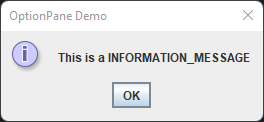 OptionPane Demo
This is a INFORMATION_MESSAGE
OK